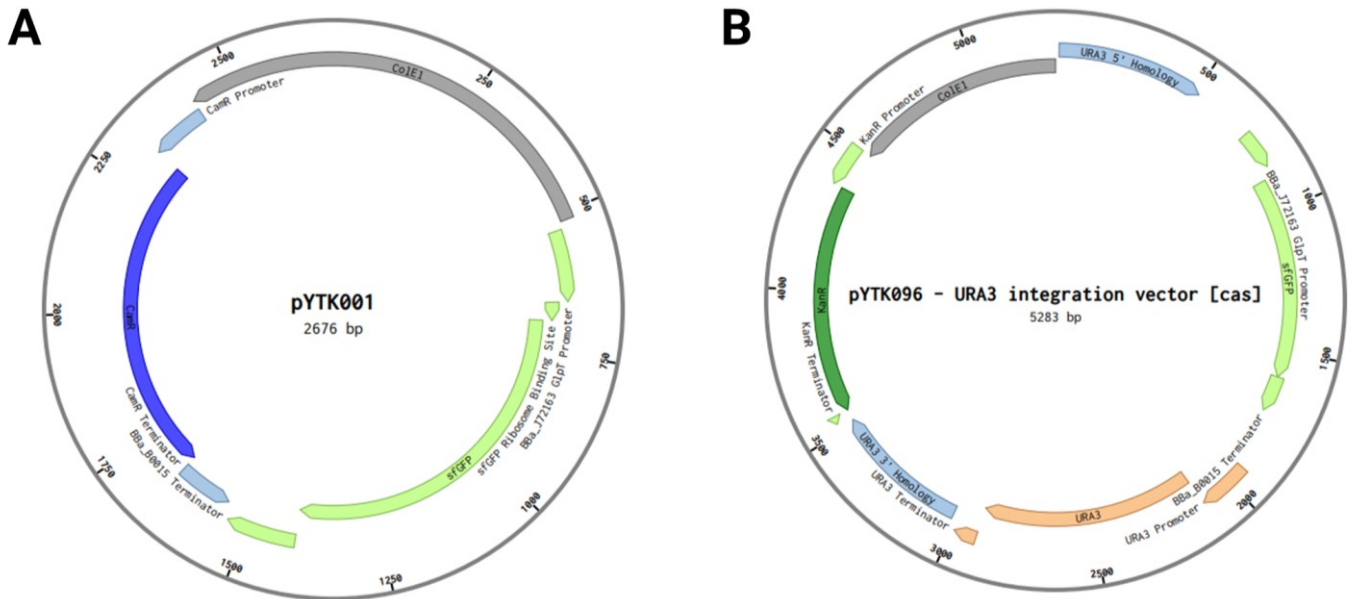 A
2500
ColE1
250
CamR Promoter
2250
500
pYTK001
2676 bp
CamR
2000
sfGFP Ribosome Binding Site
BBa_J72163 GlpT Promoter
750
sfGFP
CamR Terminator
BBa_B0015 Terminator
1750
1000
1500
1250
B
5000
URA3 5' Homology
500
ColE1
KanR Promoter
4500
BBa_J72163 GlpT Promoter
1000
sfGFP
pYTK096 - URA3 integration vector [cas]
5283 bp
4000
KanR
KanR Terminator
1500
3500
URA3 3' Homology
URA3 Terminator
BBa_B0015 Terminator
URA3 Promoter
2000
URA3
3000
2500